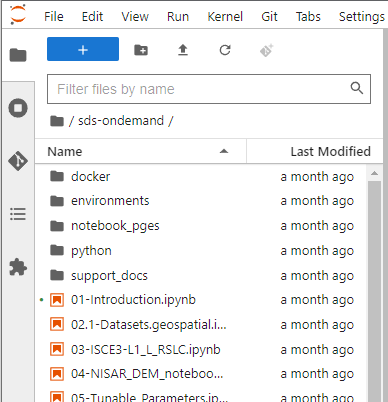 File Edit View Run Kernel Git Tabs Settings
+
Filter files by name
/ sds-ondemand /
Name Last Modified
docker a month ago
environments a month ago
notebook_pges a month ago
python a month ago
support_docs a month ago
01-Introduction.ipynb a month ago
02.1-Datasets.geospatial.i... a month ago
03-ISCE3-L1_L_RSLC.ipynb a month ago
04-NISAR_DEM_noteboo... a month ago
05-Tunable_Parameters.ip... a month ago